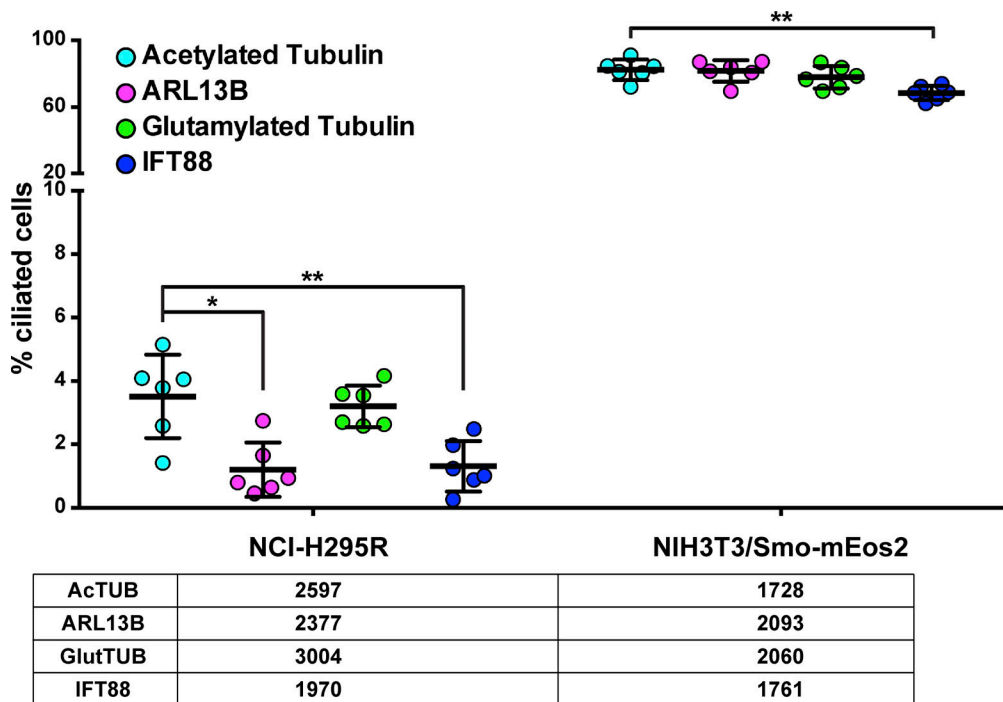 100
60
20
10
8
6
4
2
0
% ciliated cells
Acetylated Tubulin
ARL13B
Glutamylated Tubulin
IFT88
**
**
*
NCI-H295R NIH3T3/Smo-mEos2
AcTUB 2597 1728
ARL13B 2377 2093
GlutTUB 3004 2060
IFT88 1970 1761